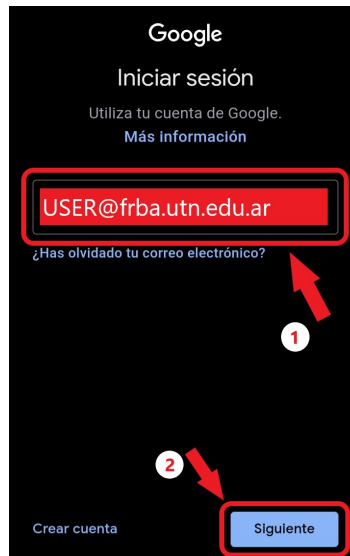 Google
Iniciar sesión
Utiliza tu cuenta de Google.
Más información
USER@frba.utn.edu.ar
¿Has olvidado tu correo electrónico?
1
2
Crear cuenta
Siguiente